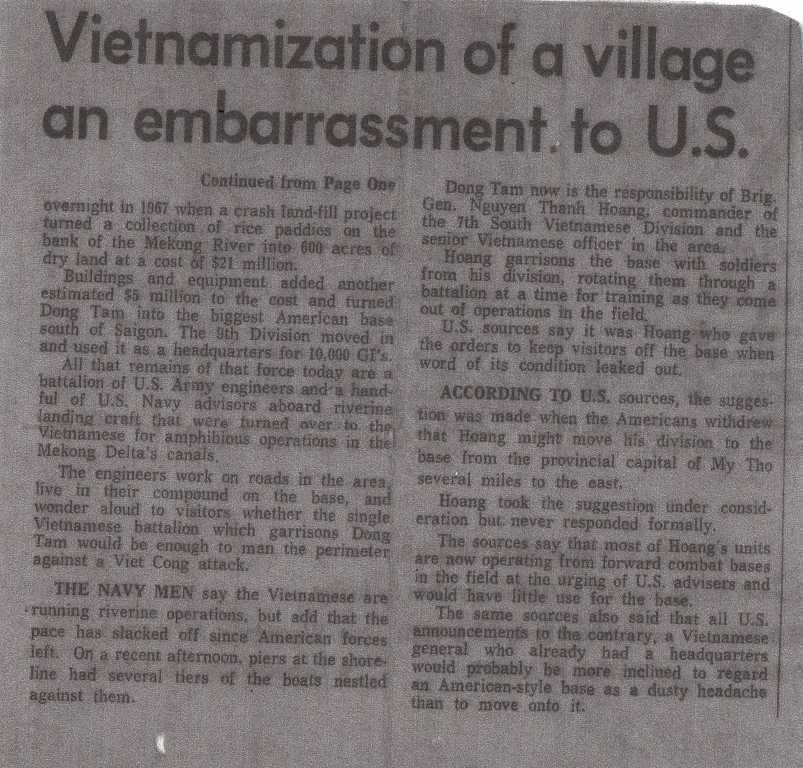 Vietnamization of a village
an embarrassment to U.S.
Continued from Page One
overnight in 1967 when a crash land-fill project
turned a collection of rice paddies on the
bank of the Mekong River into 600 acres of
dry land at a cost of $21 million.
Buildings and equipment added another
estimated $5 million to the cost and turned
Dong Tam into the biggest American base
south of Saigon. The 9th Division moved in
and used it as a headquarters for 10,000 GI's.
All that remains of that force today are a
battalion of U.S. Army engineers and a hand-
ful of U.S. Navy advisors aboard riverine
landing craft that were turned over to the
Vietnamese for amphibious operations in the
Mekong Delta's canals.
The engineers work on roads in the area,
live in their compound on the base, and
wonder aloud to visitors whether the single
Vietnamese battalion which garrisons Dong
Tam would be enough to man the perimeter
against a Viet Cong attack.
THE NAVY MEN say the Vietnamese are
running riverine operations, but add that the
pace has slacked off since American forces
left. On a recent afternoon, piers at the shore-
line had several tiers of the boats nestled
against them.
Dong Tam now is the responsibility of Brig.
Gen. Nguyen Thanh Hoang, commander of
the 7th South Vietnamese Division and the
senior Vietnamese officer in the area.
Hoang garrisons the base with soldiers
from his division, rotating them through a
battalion at a time for training as they come
out of operations in the field.
U.S. sources say it was Hoang who gave
the orders to keep visitors off the base when
word of its condition leaked out.
ACCORDING TO U.S. sources, the sugges-
tion was made when the Americans withdrew
that Hoang might move his division to the
base from the provincial capital of My Tho
several miles to the east.
Hoang took the suggestion under consid-
eration but never responded formally.
The sources say that most of Hoang's units
are now operating from forward combat bases
in the field at the urging of U.S. advisers and
would have little use for the base.
The same sources also said that all U.S.
announcements to the contrary, a Vietnamese
general who already had a headquarters
would probably be more inclined to regard
an American-style base as a dusty headache
than to move onto it.